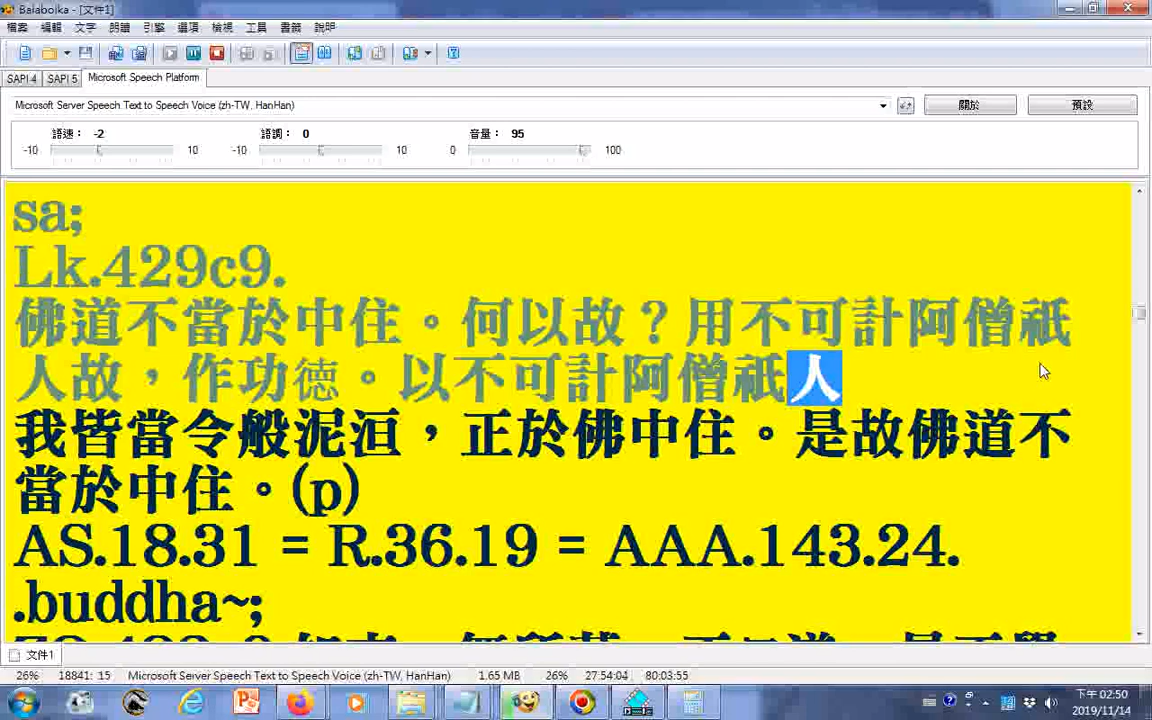 Balabolka - [文件1]
檔案 編輯 文字 朗讀 引擎 選項 檢視 工具 書籤 說明
SAPI 4 SAPI 5 Microsoft Speech Platform
Microsoft Server Speech Text to Speech Voice (zh-TW, HanHan) 關於 預設
語速： -2 語調： 0 音量： 95
-10 10 -10 10 0 100
sa;
Lk.429c9.
佛道不當於中住。何以故？用不可計阿僧祇
人故，作功德。以不可計阿僧祇人
我皆當令般泥洹，正於佛中住。是故佛道不
當於中住。(p)
AS.18.31 = R.36.19 = AAA.143.24.
.buddha~;
文件1
26% 18841: 15 Microsoft Server Speech Text to Speech Voice (zh-TW, HanHan) 1.65 MB 26% 27:54:04 80:03:55
下午 02:50
2019/11/14